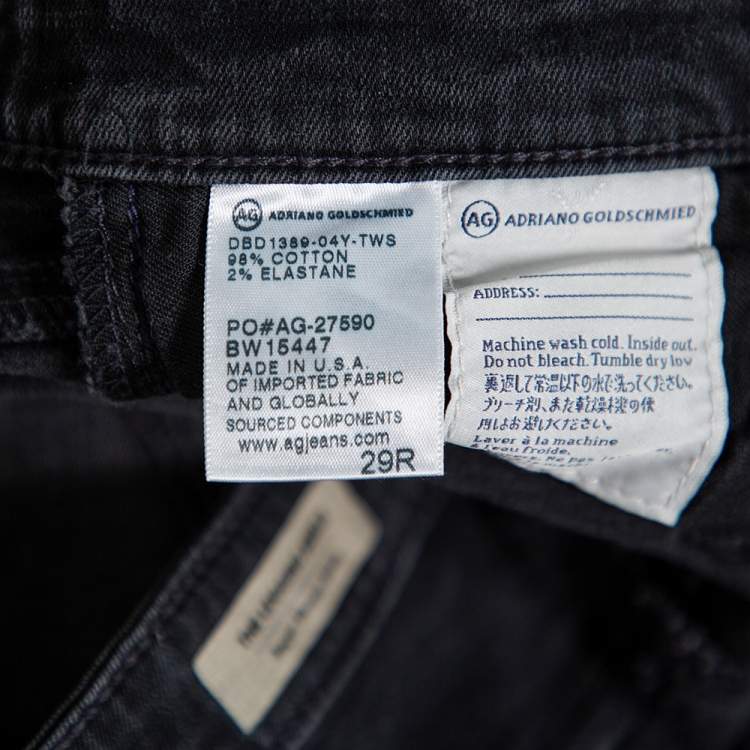 AG ADRIANO GOLDSCHMIED
DBD1389-04Y-TWS
98% COTTON
2% ELASTANE
PO#AG-27590
BW15447
MADE IN U.S.A.
OF IMPORTED FABRIC
AND GLOBALLY
SOURCED COMPONENTS
www.agjeans.com
29R
AG ADRIANO GOLDSCHMIED
ADDRESS:
Machine wash cold. Inside out.
Do not bleach. Tumble dry low
裏返して常温以下の水で洗ってください。
ブリーチ剤、また乾燥機の使
用はお避けください。
Laver à la machine
à l'eau froide.
THE